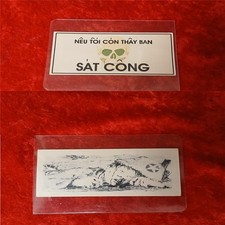 NẾU TÔI CÒN THẤY BẠN
SÁT CỘNG